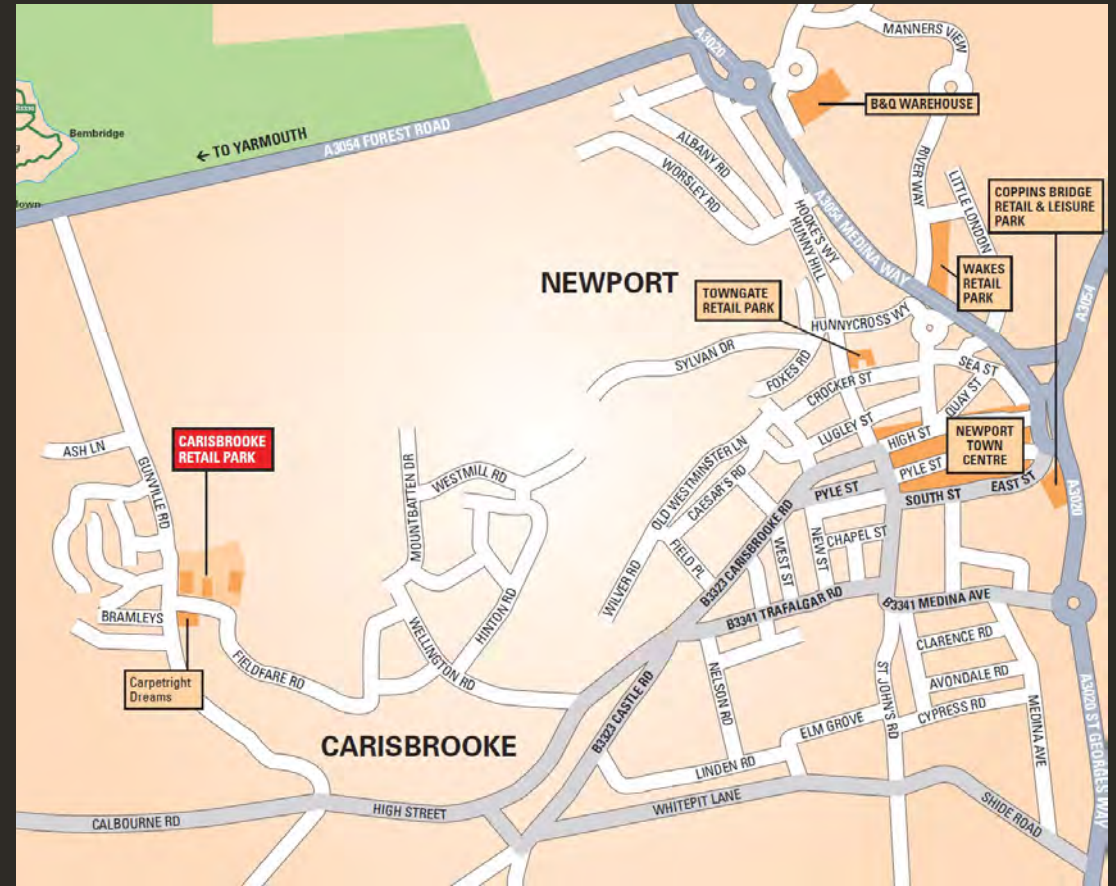 MANNERS VIEW
A3020
B&Q WAREHOUSE
Bembridge
← TO YARMOUTH
A3054 FOREST ROAD
ALBANY RD
WORSLEY RD
RIVER WAY
LITTLE LONDON
COPPINS BRIDGE
RETAIL & LEISURE
PARK
lown
HOOKE'S WY
HUNNY HILL
A3054 MEDINA WAY
NEWPORT
WAKES
RETAIL
PARK
TOWNGATE
RETAIL PARK
A3054
HUNNYCROSS WY
SYLVAN DR
FOXES RD
CROCKER ST
SEA ST
QUAY ST
LUGLEY ST
HIGH ST
NEWPORT
TOWN
CENTRE
PYLE ST
CARISBROOKE
RETAIL PARK
ASH LN
GUNVILLE RD
MOUNTBATTEN DR
WESTMILL RD
OLD WESTMINSTER LN
CAESAR'S RD
PYLE ST
SOUTH ST
EAST ST
A3020
FIELD PL
WILVER RD
B3323 CARISBROOKE RD
WEST ST
NEW ST
CHAPEL ST
B3341 TRAFALGAR RD
B3341 MEDINA AVE
BRAMLEYS
HINTON RD
WELLINGTON RD
FIELDFARE RD
CLARENCE RD
AVONDALE RD
CYPRESS RD
Carpetright
Dreams
NELSON RD
ST JOHN'S RD
MEDINA AVE
A3020 ST GEORGES WAY
B3323 CASTLE RD
ELM GROVE
CARISBROOKE
LINDEN RD
CALBOURNE RD
HIGH STREET
WHITEPIT LANE
SHIDE ROAD